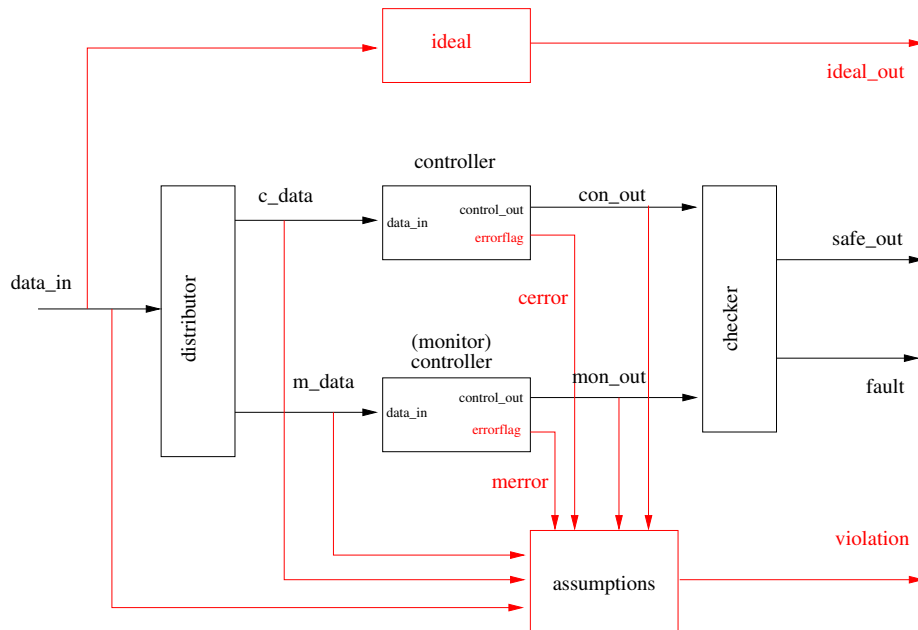 ideal
ideal_out
controller
c_data
con_out
control_out
data_in
errorflag
safe_out
data_in
distributor
cerror
checker
(monitor)
controller
m_data
mon_out
control_out
data_in
errorflag
fault
merror
violation
assumptions